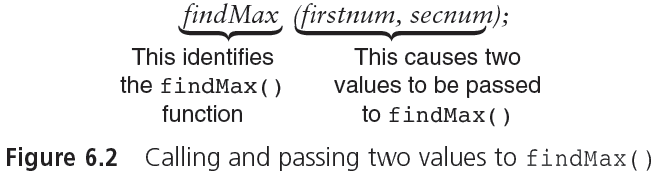 findMax (firstnum, secnum);
This identifies
the findMax()
function
This causes two
values to be passed
to findMax()
Figure 6.2 Calling and passing two values to findMax()